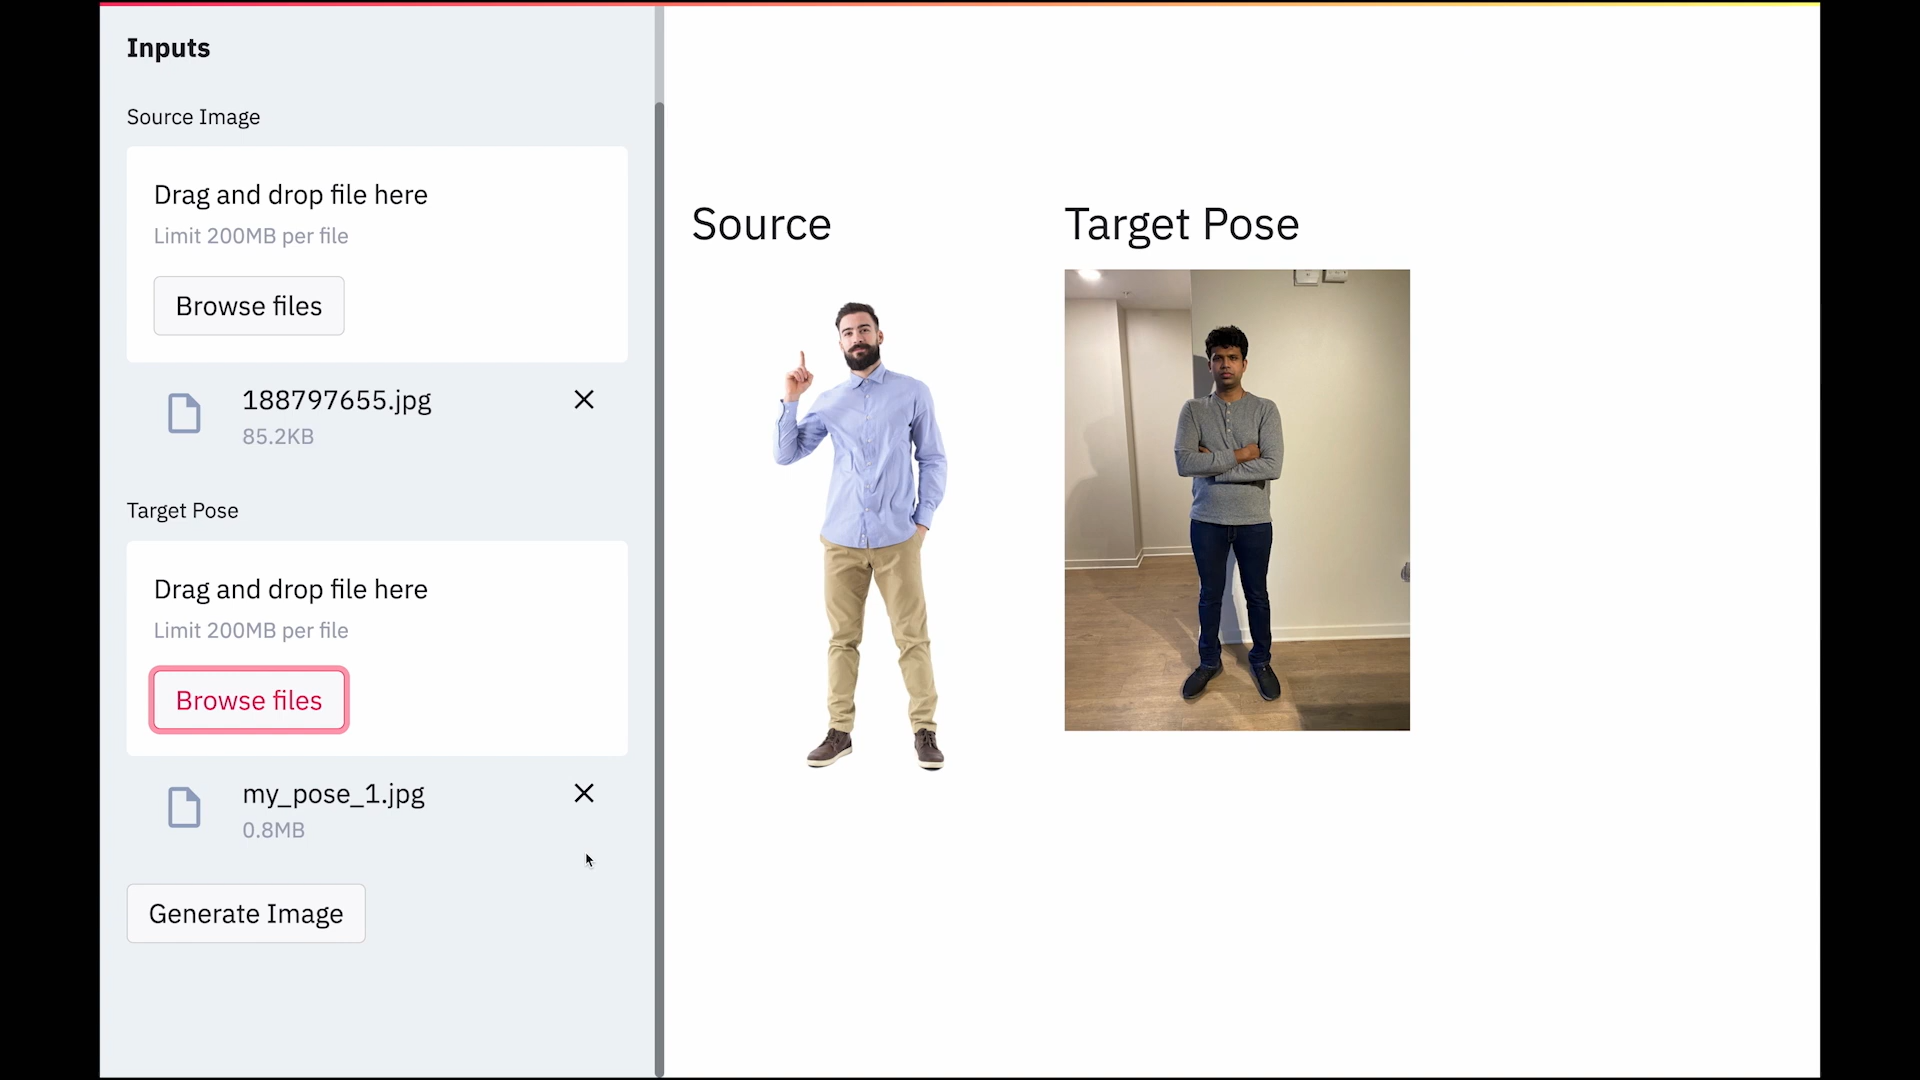 Inputs
Source Image
Drag and drop file here
Limit 200MB per file
Browse files
188797655.jpg
85.2KB
Target Pose
Drag and drop file here
Limit 200MB per file
Browse files
my_pose_1.jpg
0.8MB
Generate Image
Source
Target Pose